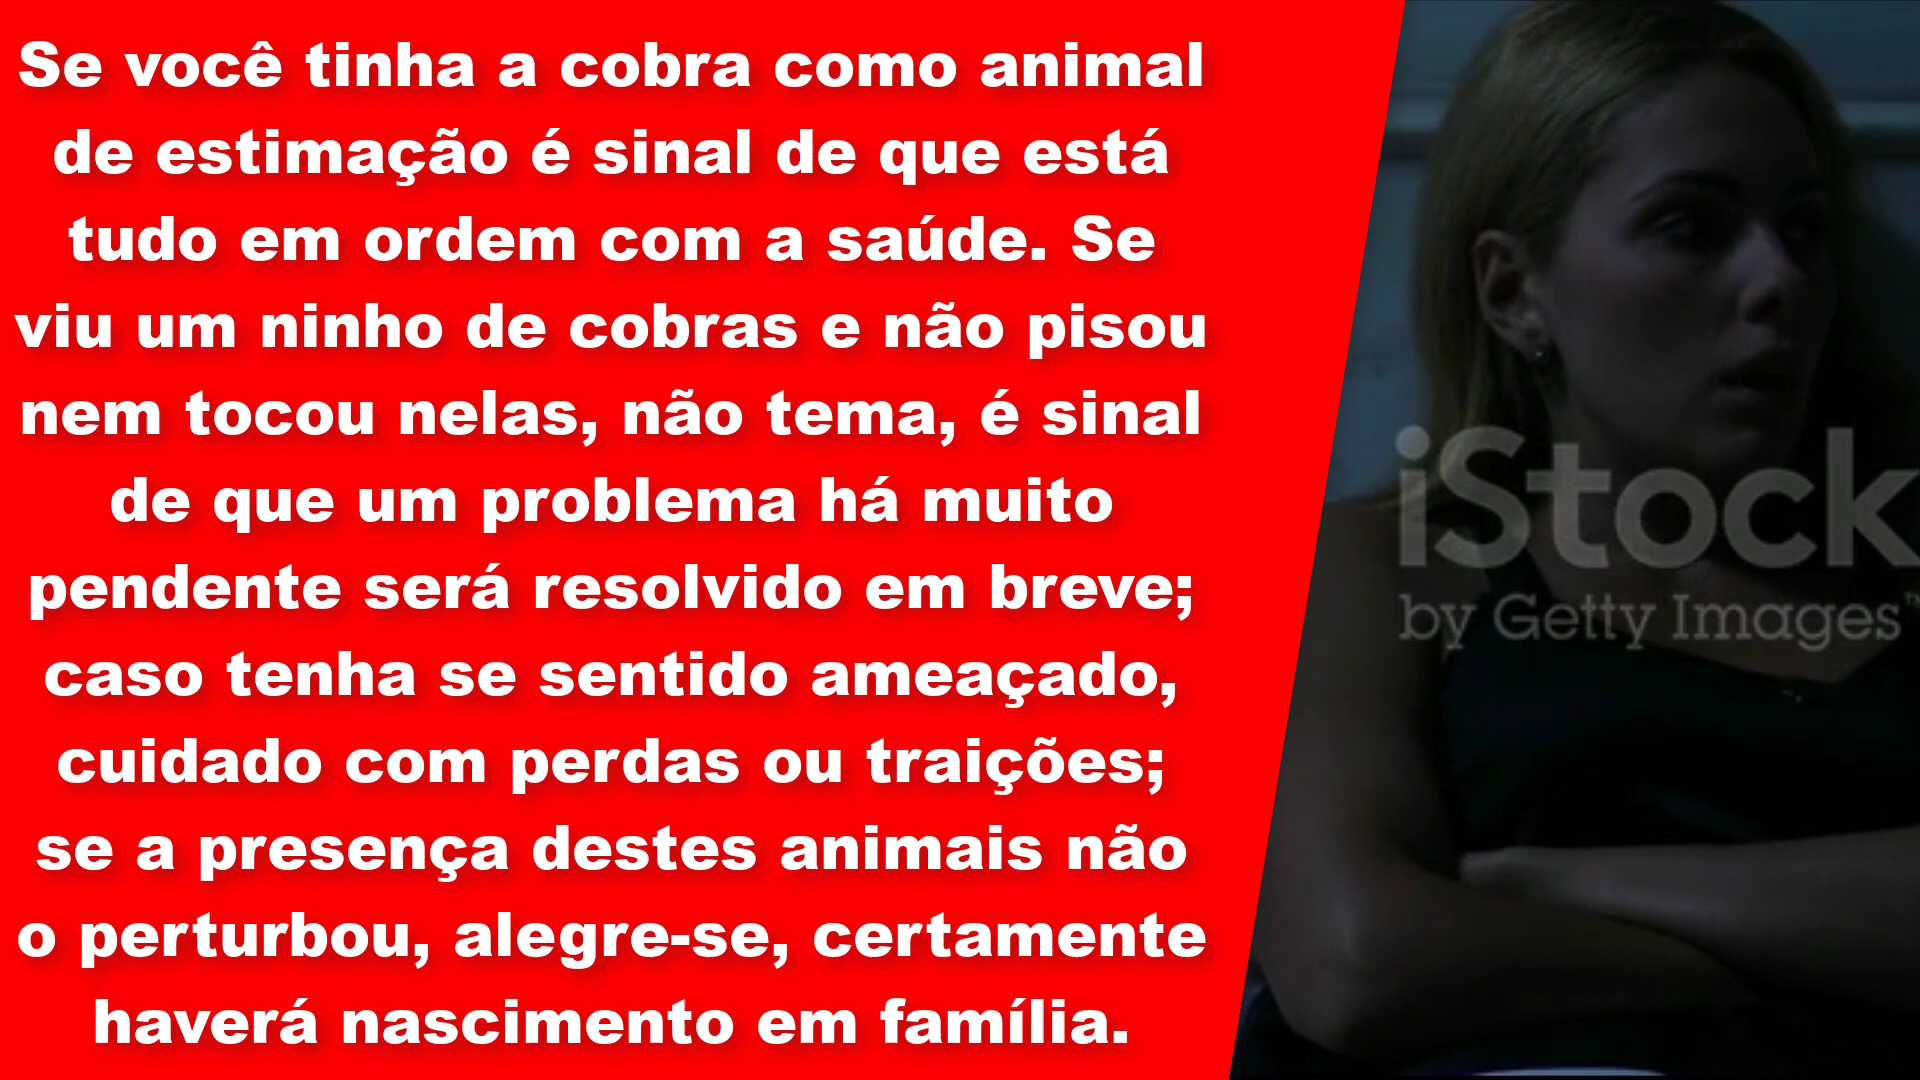 Se você tinha a cobra como animal
de estimação é sinal de que está
tudo em ordem com a saúde. Se
viu um ninho de cobras e não pisou
nem tocou nelas, não tema, é sinal
de que um problema há muito
pendente será resolvido em breve;
caso tenha se sentido ameaçado,
cuidado com perdas ou traições;
se a presença destes animais não
o perturbou, alegre-se, certamente
haverá nascimento em família.
iStock
by Getty Images™